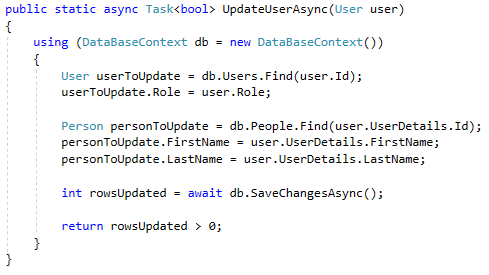 public static async Task<bool> UpdateUserAsync(User user)
{
using (DataBaseContext db = new DataBaseContext())
{
User userToUpdate = db.Users.Find(user.Id);
userToUpdate.Role = user.Role;
Person personToUpdate = db.People.Find(user.UserDetails.Id);
personToUpdate.FirstName = user.UserDetails.FirstName;
personToUpdate.LastName = user.UserDetails.LastName;
int rowsUpdated = await db.SaveChangesAsync();
return rowsUpdated > 0;
}
}